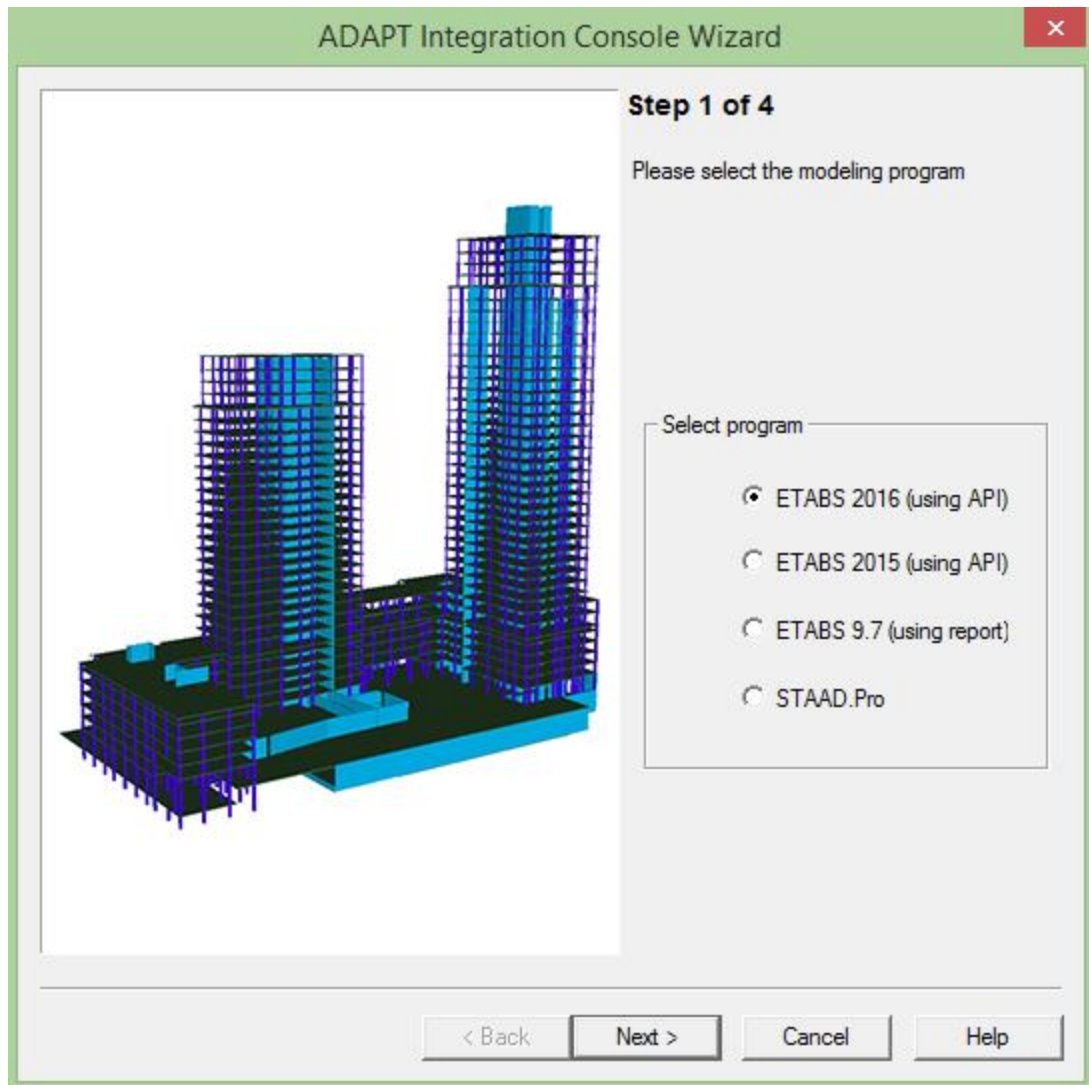 ADAPT Integration Console Wizard
Step 1 of 4
Please select the modeling program
Select program
ETABS 2016 (using API)
ETABS 2015 (using API)
ETABS 9.7 (using report)
STAAD.Pro
< Back
Next >
Cancel
Help